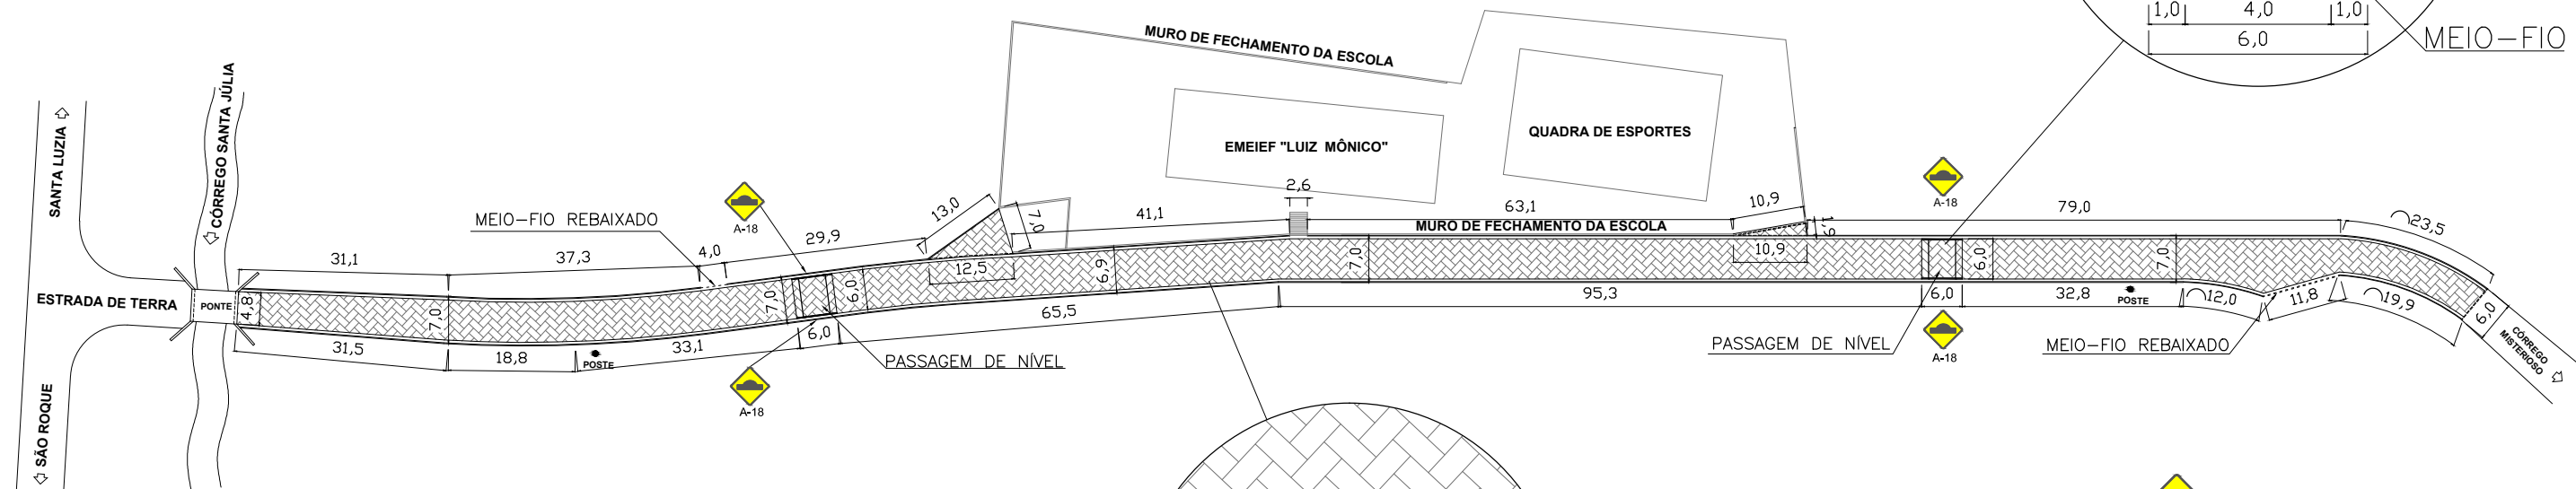 1,0 4,0 1,0
6,0
MEIO-FIO
MURO DE FECHAMENTO DA ESCOLA
SANTA LUZIA
CÓRREGO SANTA JÚLIA
EMEIEF "LUIZ MÔNICO"
QUADRA DE ESPORTES
A-18
A-18
MEIO-FIO REBAIXADO
4,0
29,9
13,0
7,0
41,1
2,6
63,1
MURO DE FECHAMENTO DA ESCOLA
10,9
1,9
79,0
23,5
31,1
37,3
12,5
6,9
7,0
10,9
6,0
7,0
ESTRADA DE TERRA
PONTE
4,8
7,0
7,0
6,0
95,3
6,0
32,8
POSTE
12,0
11,8
19,9
6,0
CÓRREGO
MISTERIOSO
31,5
18,8
POSTE
33,1
6,0
65,5
PASSAGEM DE NÍVEL
PASSAGEM DE NÍVEL
A-18
MEIO-FIO REBAIXADO
A-18
SÃO ROQUE